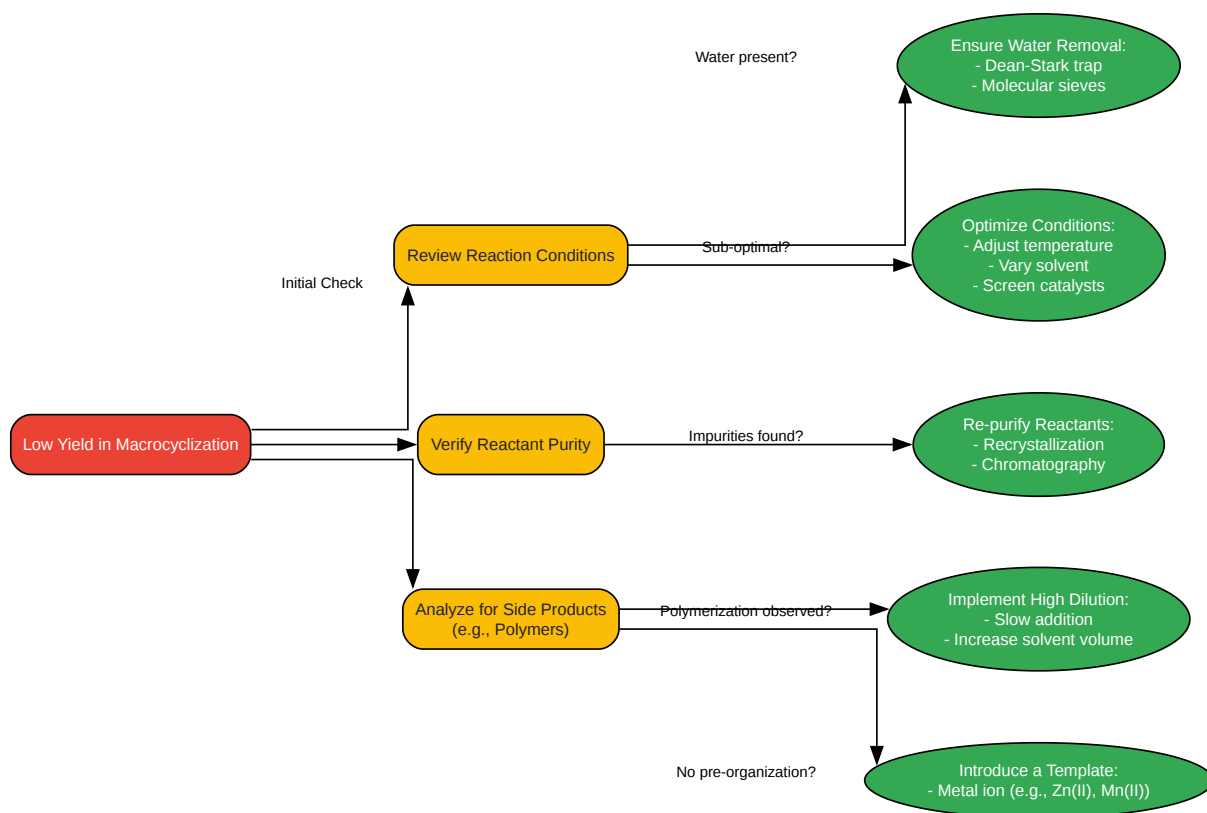 Water present?
Ensure Water Removal:
- Dean-Stark trap
- Molecular sieves
Review Reaction Conditions
Sub-optimal?
Optimize Conditions:
- Adjust temperature
- Vary solvent
- Screen catalysts
Initial Check
Low Yield in Macrocyclization
Verify Reactant Purity
Impurities found?
Re-purify Reactants:
- Recrystallization
- Chromatography
Analyze for Side Products
(e.g., Polymers)
Polymerization observed?
Implement High Dilution:
- Slow addition
- Increase solvent volume
No pre-organization?
Introduce a Template:
- Metal ion (e.g., Zn(II), Mn(II))